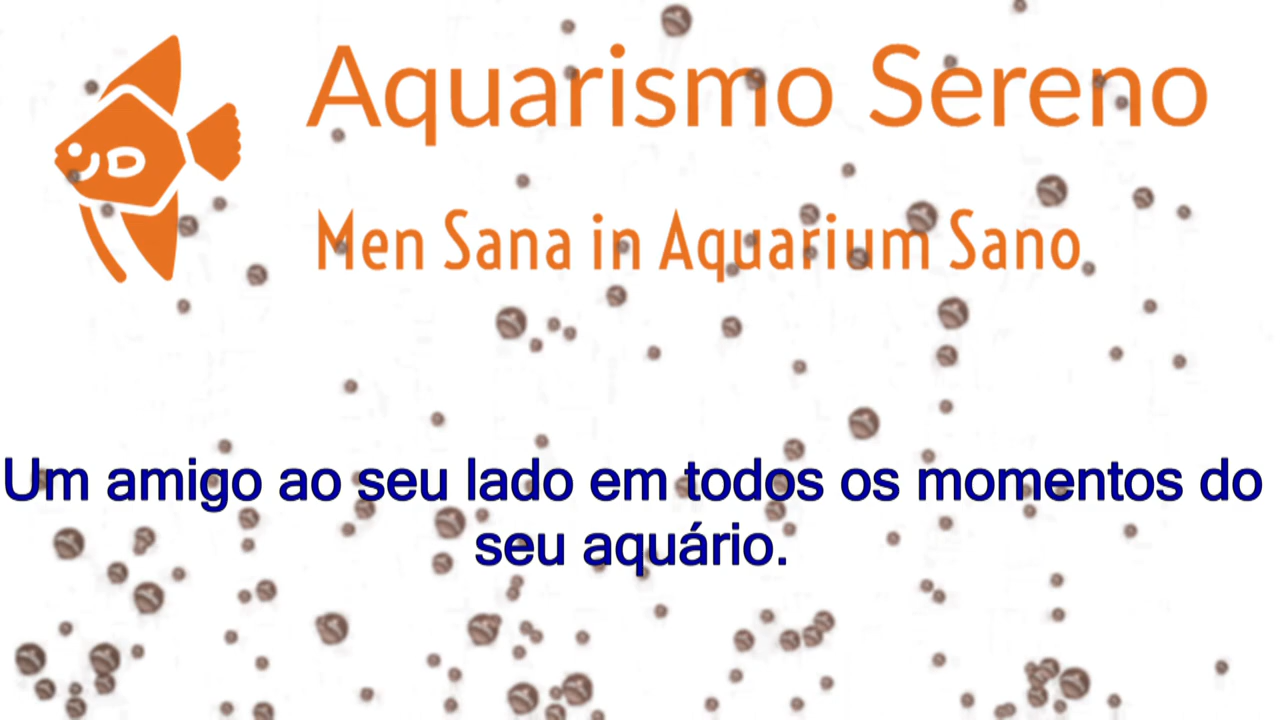 Aquarismo Sereno
Men Sana in Aquarium Sano
Um amigo ao seu lado em todos os momentos do
seu aquário.